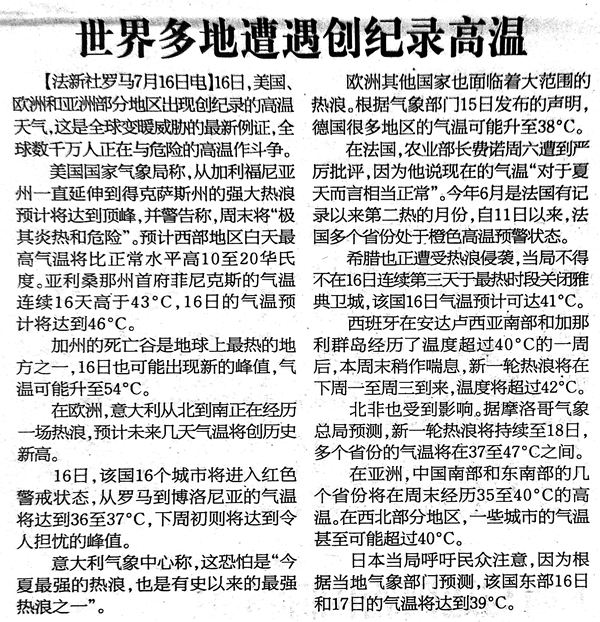 世界多地遭遇创纪录高温
【法新社罗马7月16日电】16日,美国、
欧洲和亚洲部分地区出现创纪录的高温
天气,这是全球变暖威胁的最新例证,全
球数千万人正在与危险的高温作斗争。
美国国家气象局称,从加利福尼亚
州一直延伸到得克萨斯州的强大热浪
预计将达到顶峰,并警告称,周末将“极
其炎热和危险”。预计西部地区白天最
高气温将比正常水平高10至20华氏
度。亚利桑那州首府菲尼克斯的气温
连续16天高于43°C,16日的气温预
计将达到46°C。
加州的死亡谷是地球上最热的地
方之一,16日也可能出现新的峰值,气
温可能升至54°C。
在欧洲,意大利从北到南正在经历
一场热浪,预计未来几天气温将创历史
新高。
16日,该国16个城市将进入红色
警戒状态,从罗马到博洛尼亚的气温
将达到36至37°C,下周初则将达到令
人担忧的峰值。
意大利气象中心称,这恐怕是“今
夏最强的热浪,也是有史以来的最强
热浪之一”。
欧洲其他国家也面临着大范围的
热浪。根据气象部门15日发布的声明,
德国很多地区的气温可能升至38°C。
在法国,农业部长费诺周六遭到严
厉批评,因为他说现在的气温“对于夏
天而言相当正常”。今年6月是法国有记
录以来第二热的月份,自11日以来,法
国多个省份处于橙色高温预警状态。
希腊也正遭受热浪侵袭,当局不得
不在16日连续第三天于最热时段关闭雅
典卫城,该国16日气温预计可达41°C。
西班牙在安达卢西亚南部和加那
利群岛经历了温度超过40°C的一周
后,本周末稍作喘息,新一轮热浪将在
下周一至周三到来,温度将超过42°C。
北非也受到影响。据摩洛哥气象
总局预测,新一轮热浪将持续至18日,
多个省份的气温将在37至47°C之间。
在亚洲,中国南部和东南部的几
个省份将在周末经历35至40°C的高
温。在西北部分地区,一些城市的气温
甚至可能超过40°C。
日本当局呼吁民众注意,因为根
据当地气象部门预测,该国东部16日
和17日的气温将达到39°C。